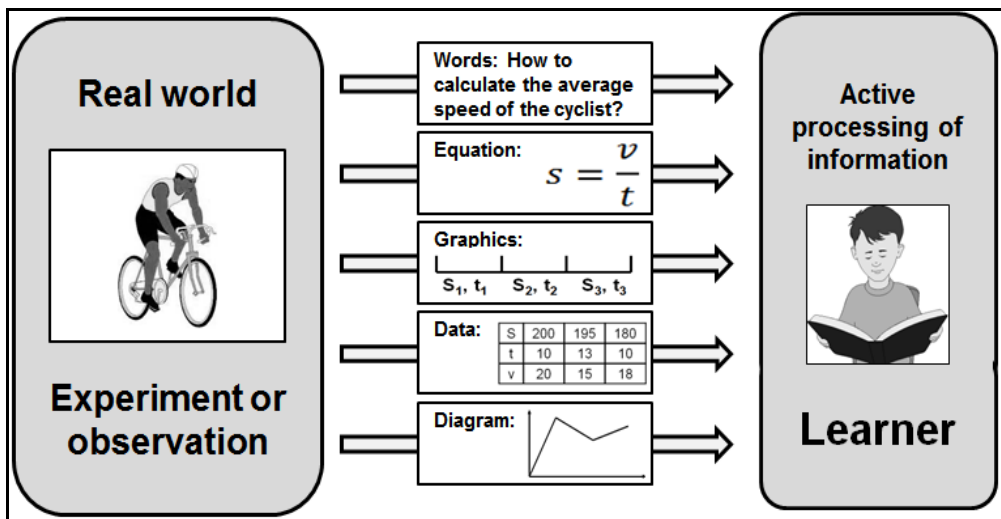 Real world
Experiment or
observation
Words: How to
calculate the average
speed of the cyclist?
Equation:
s = v/t
Graphics:
S₁, t₁ S₂, t₂ S₃, t₃
Data:
S 200 195 180
t 10 13 10
v 20 15 18
Diagram:
Active
processing of
information
Learner